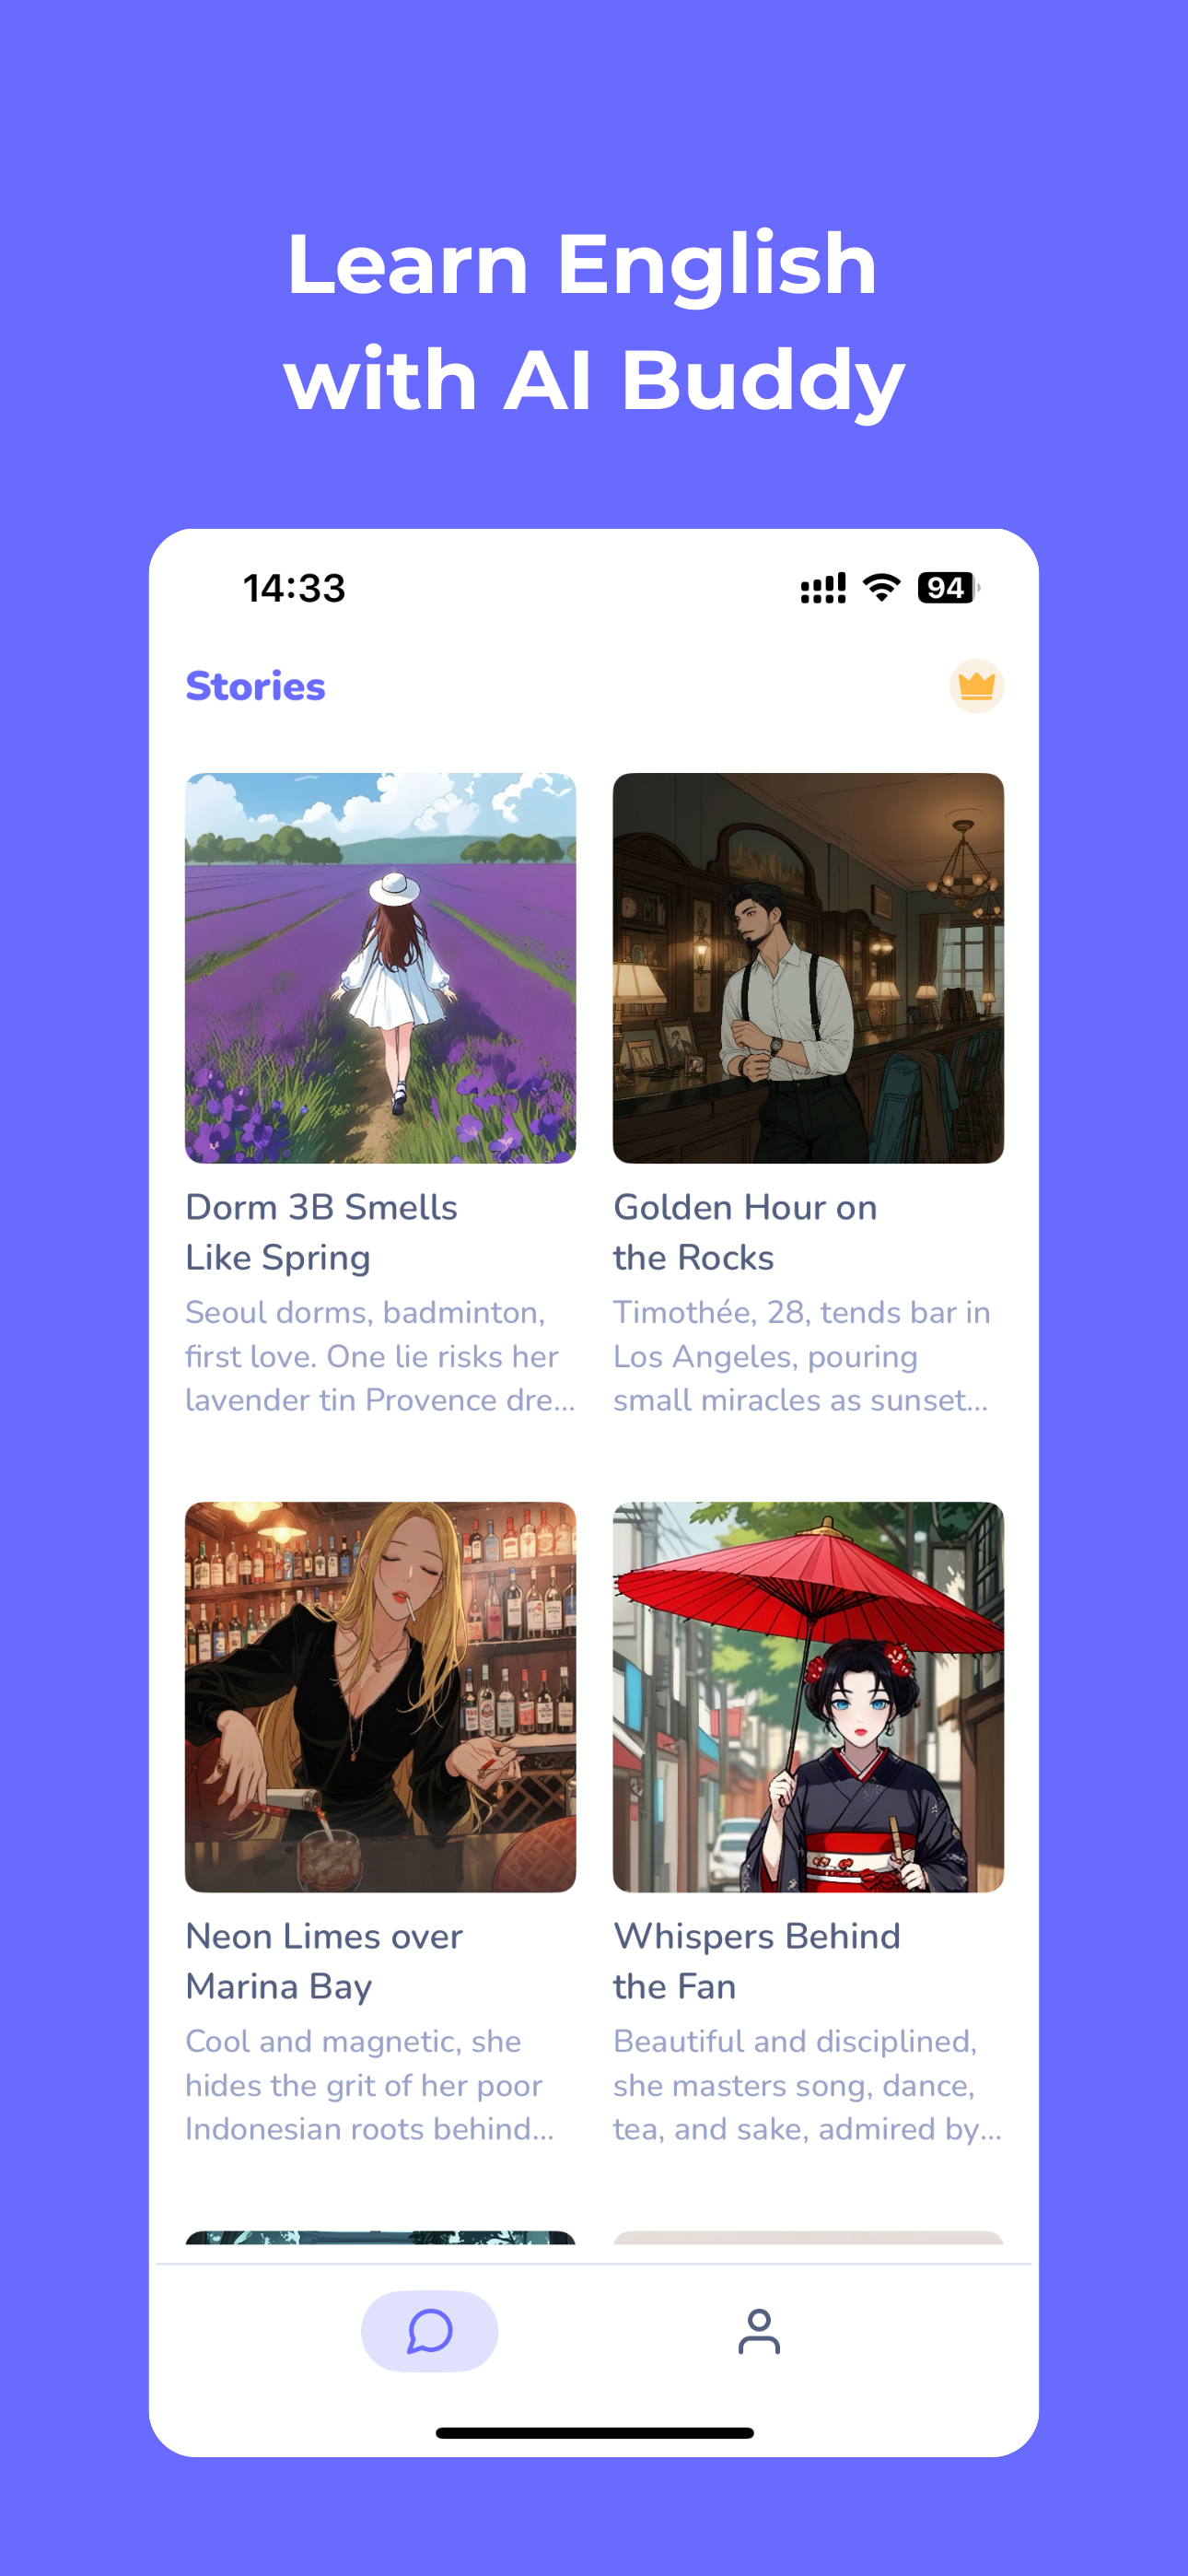 Learn English
with AI Buddy
14:33
94
Stories
Dorm 3B Smells
Like Spring
Seoul dorms, badminton,
first love. One lie risks her
lavender tin Provence dre...
Golden Hour on
the Rocks
Timothée, 28, tends bar in
Los Angeles, pouring
small miracles as sunset...
Neon Limes over
Marina Bay
Cool and magnetic, she
hides the grit of her poor
Indonesian roots behind...
Whispers Behind
the Fan
Beautiful and disciplined,
she masters song, dance,
tea, and sake, admired by...